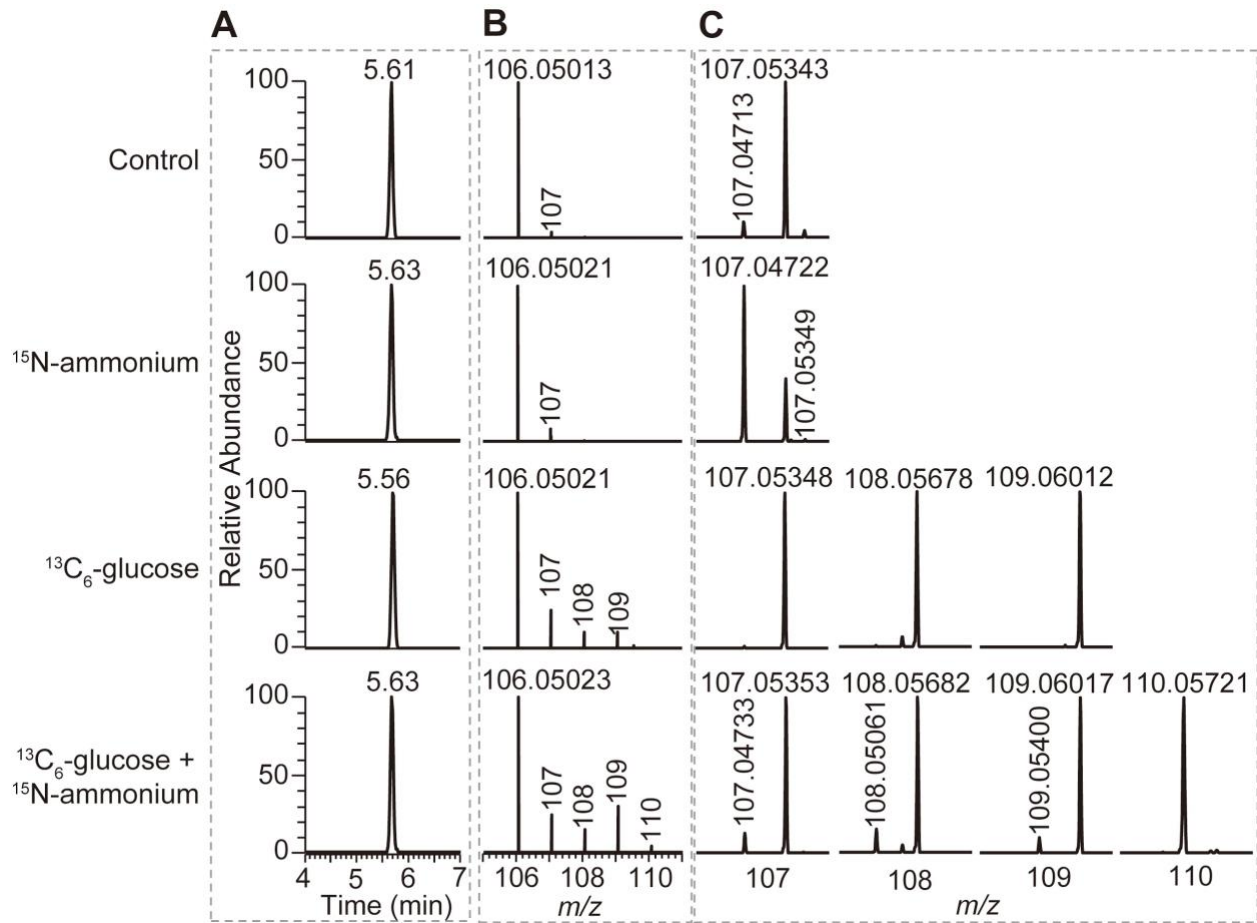 A
B
C
Control
¹⁵N-ammonium
¹³C₆-glucose
¹³C₆-glucose +
¹⁵N-ammonium
Relative Abundance
100
50
0
5.61
106.05013
107
107.04713
107.05343
100
50
0
5.63
106.05021
107
107.04722
107.05349
100
50
0
5.56
106.05021
107
108
109
107.05348
108.05678
109.06012
100
50
0
5.63
106.05023
107
108
109
110
107.04733
107.05353
108.05061
108.05682
109.05400
109.06017
110.05721
4 5 6 7
Time (min)
106 108 110
m/z
107 108 109 110
m/z